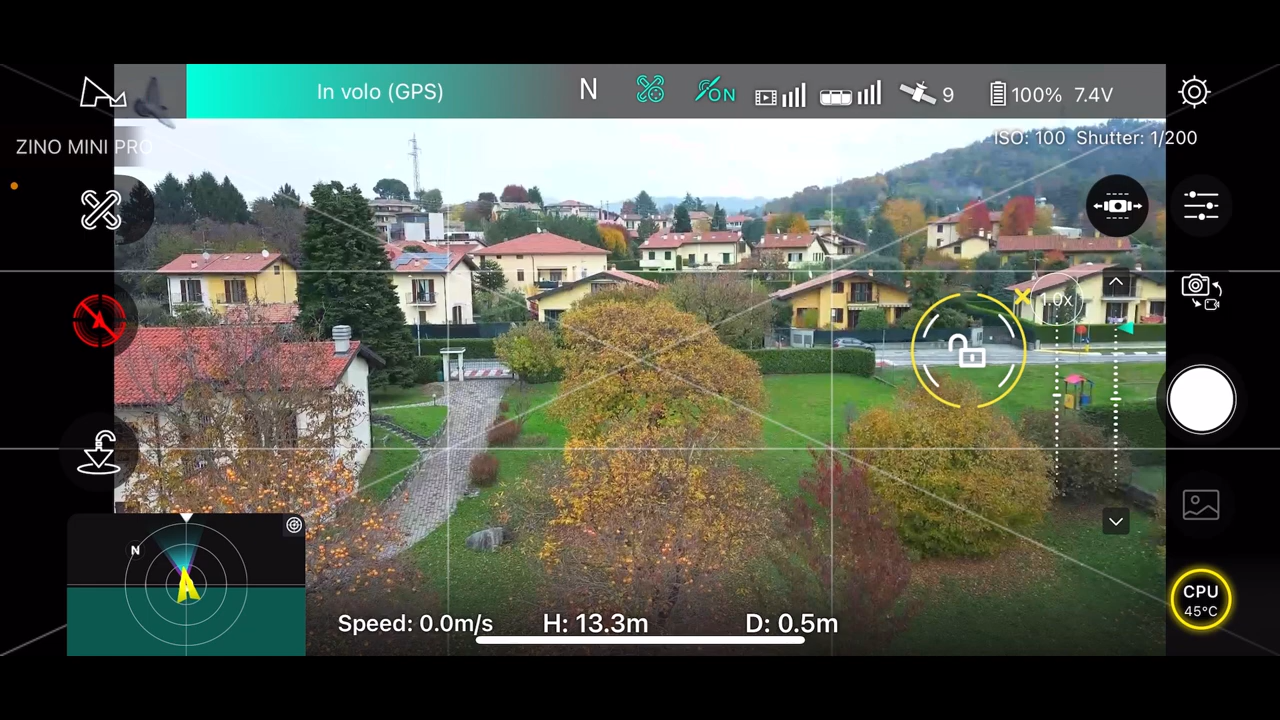 In volo (GPS) N ON 9 100% 7.4V
ZINO MINI PRO
ISO: 100 Shutter: 1/200
1.0x
N
CPU
45°C
Speed: 0.0m/s H: 13.3m D: 0.5m